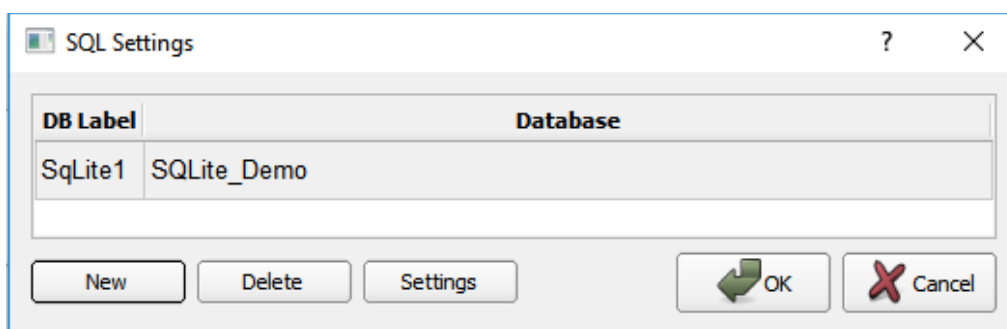 SQL Settings ?
DB Label Database
SqLite1 SQLite_Demo
New Delete Settings OK Cancel